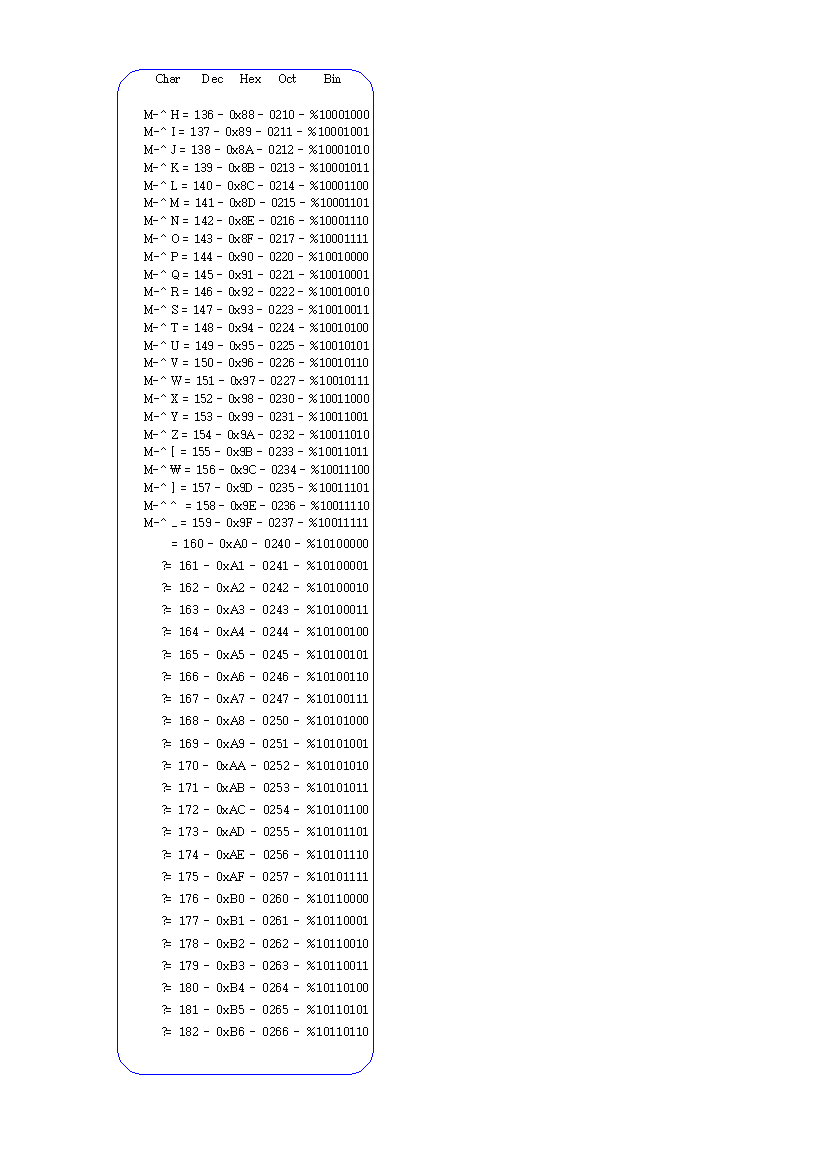 Char Dec Hex Oct Bin
M-^H = 136 - 0x88 - 0210 - %10001000
M-^I = 137 - 0x89 - 0211 - %10001001
M-^J = 138 - 0x8A - 0212 - %10001010
M-^K = 139 - 0x8B - 0213 - %10001011
M-^L = 140 - 0x8C - 0214 - %10001100
M-^M = 141 - 0x8D - 0215 - %10001101
M-^N = 142 - 0x8E - 0216 - %10001110
M-^O = 143 - 0x8F - 0217 - %10001111
M-^P = 144 - 0x90 - 0220 - %10010000
M-^Q = 145 - 0x91 - 0221 - %10010001
M-^R = 146 - 0x92 - 0222 - %10010010
M-^S = 147 - 0x93 - 0223 - %10010011
M-^T = 148 - 0x94 - 0224 - %10010100
M-^U = 149 - 0x95 - 0225 - %10010101
M-^V = 150 - 0x96 - 0226 - %10010110
M-^W = 151 - 0x97 - 0227 - %10010111
M-^X = 152 - 0x98 - 0230 - %10011000
M-^Y = 153 - 0x99 - 0231 - %10011001
M-^Z = 154 - 0x9A - 0232 - %10011010
M-^[ = 155 - 0x9B - 0233 - %10011011
M-^₩ = 156 - 0x9C - 0234 - %10011100
M-^] = 157 - 0x9D - 0235 - %10011101
M-^^ = 158 - 0x9E - 0236 - %10011110
M-^_ = 159 - 0x9F - 0237 - %10011111
= 160 - 0xA0 - 0240 - %10100000
?= 161 - 0xA1 - 0241 - %10100001
?= 162 - 0xA2 - 0242 - %10100010
?= 163 - 0xA3 - 0243 - %10100011
?= 164 - 0xA4 - 0244 - %10100100
?= 165 - 0xA5 - 0245 - %10100101
?= 166 - 0xA6 - 0246 - %10100110
?= 167 - 0xA7 - 0247 - %10100111
?= 168 - 0xA8 - 0250 - %10101000
?= 169 - 0xA9 - 0251 - %10101001
?= 170 - 0xAA - 0252 - %10101010
?= 171 - 0xAB - 0253 - %10101011
?= 172 - 0xAC - 0254 - %10101100
?= 173 - 0xAD - 0255 - %10101101
?= 174 - 0xAE - 0256 - %10101110
?= 175 - 0xAF - 0257 - %10101111
?= 176 - 0xB0 - 0260 - %10110000
?= 177 - 0xB1 - 0261 - %10110001
?= 178 - 0xB2 - 0262 - %10110010
?= 179 - 0xB3 - 0263 - %10110011
?= 180 - 0xB4 - 0264 - %10110100
?= 181 - 0xB5 - 0265 - %10110101
?= 182 - 0xB6 - 0266 - %10110110